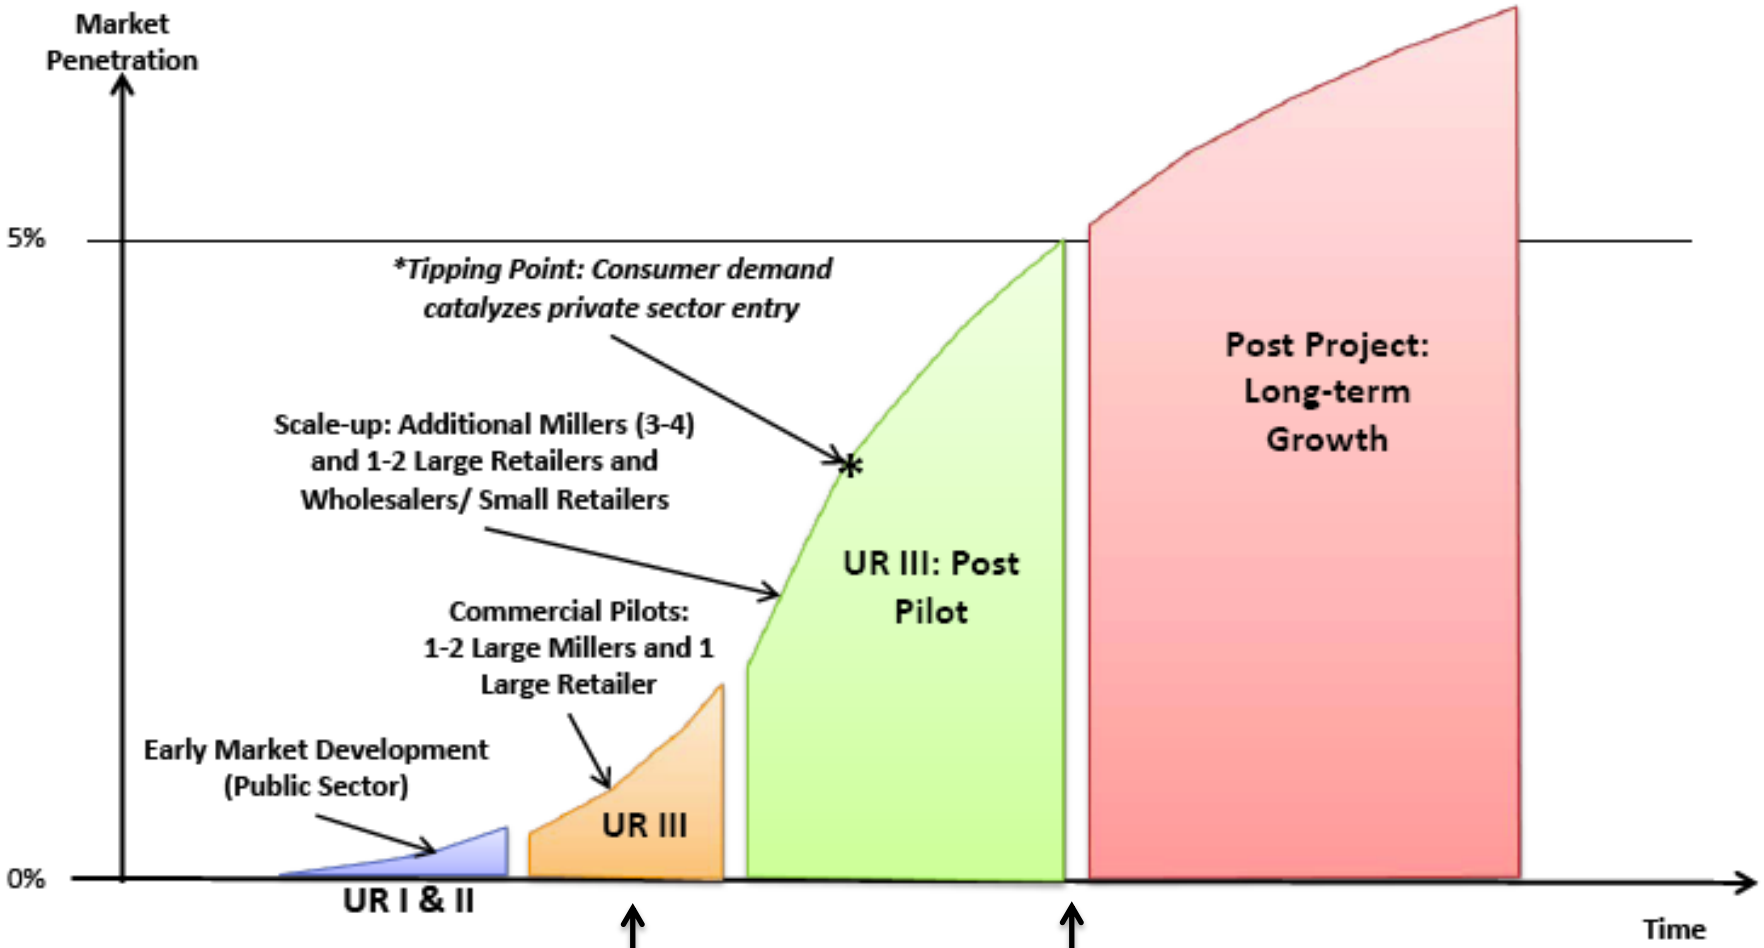 Market
Penetration
5%
*Tipping Point: Consumer demand
catalyzes private sector entry
Scale-up: Additional Millers (3-4)
and 1-2 Large Retailers and
Wholesalers/ Small Retailers
Commercial Pilots:
1-2 Large Millers and 1
Large Retailer
Early Market Development
(Public Sector)
*
UR III: Post
Pilot
Post Project:
Long-term
Growth
UR III
0%
UR I & II
Time